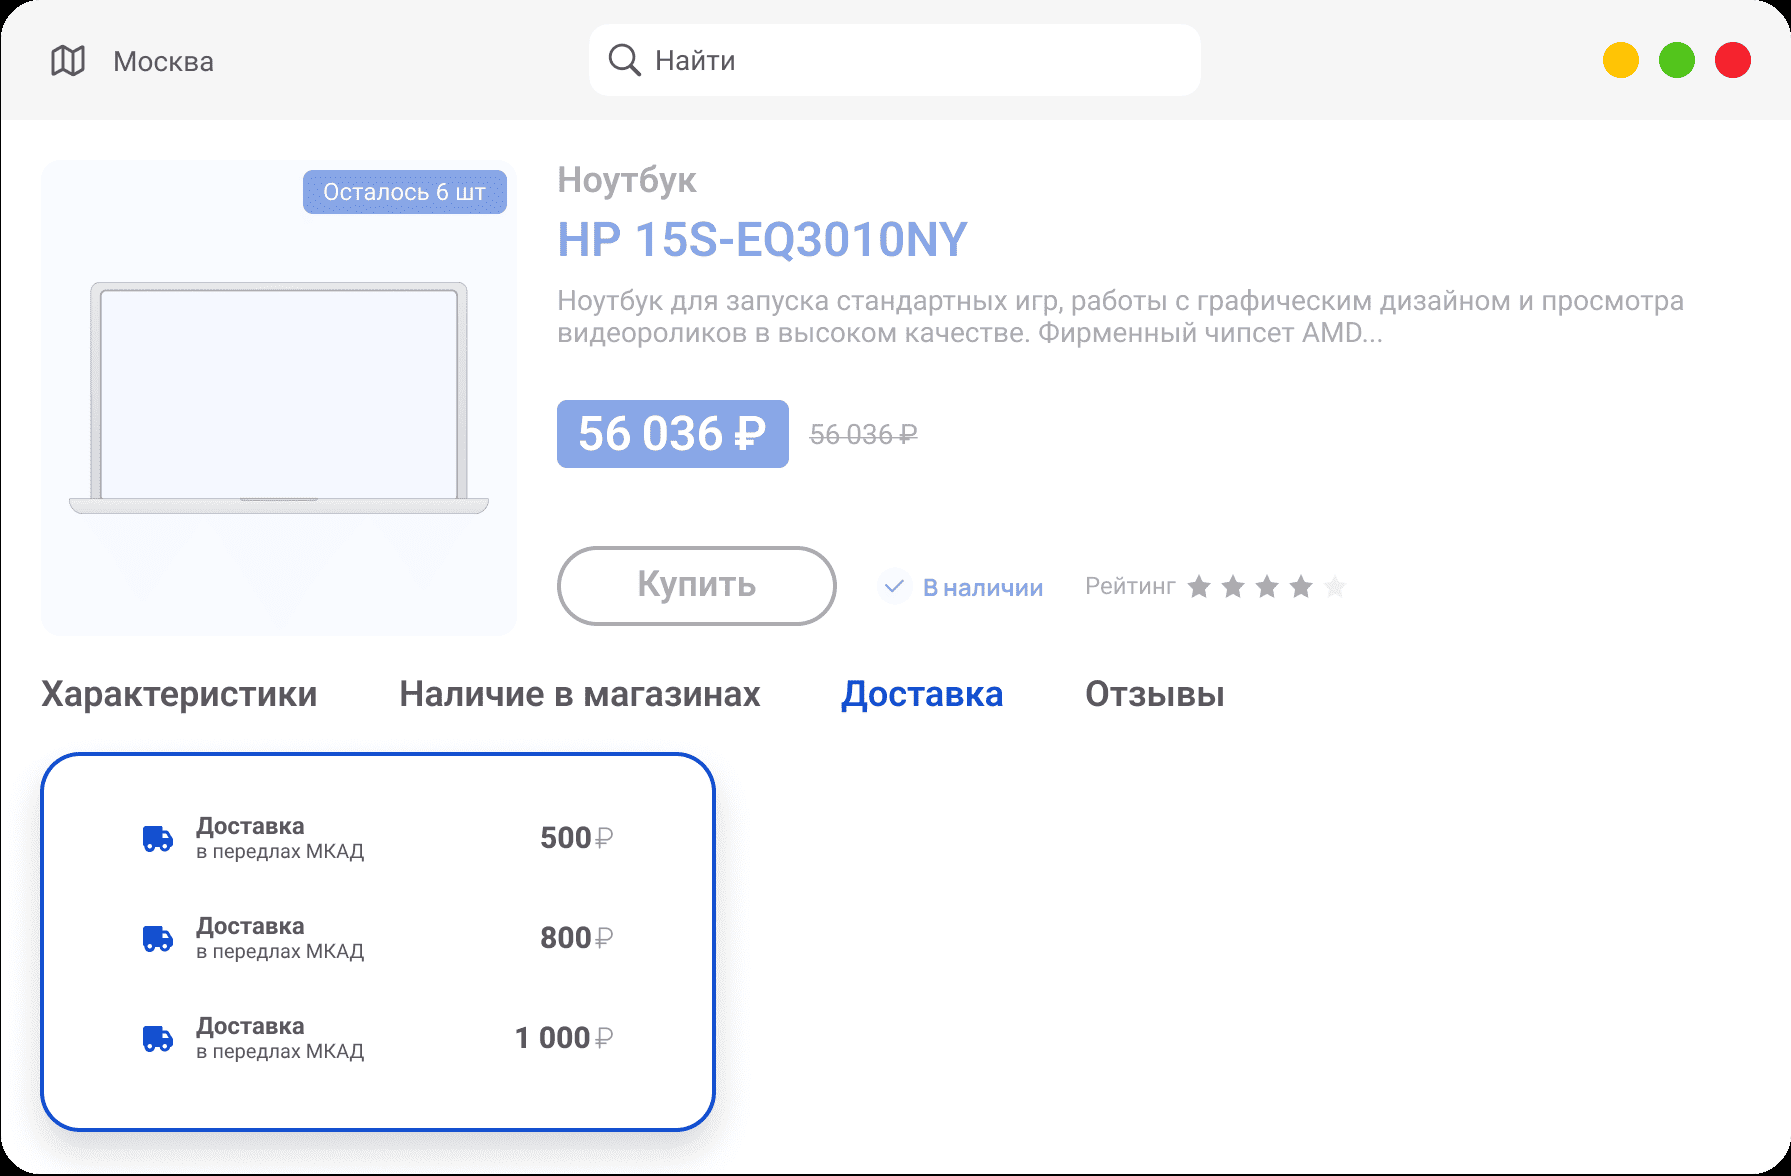 Москва
Найти
Осталось 6 шт
Ноутбук
HP 15S-EQ3010NY
Ноутбук для запуска стандартных игр, работы с графическим дизайном и просмотра
видеороликов в высоком качестве. Фирменный чипсет AMD...
56 036 ₽ 56 036 ₽
Купить В наличии Рейтинг
Характеристики Наличие в магазинах Доставка Отзывы
Доставка
в передлах МКАД
500 ₽
Доставка
в передлах МКАД
800 ₽
Доставка
в передлах МКАД
1 000 ₽